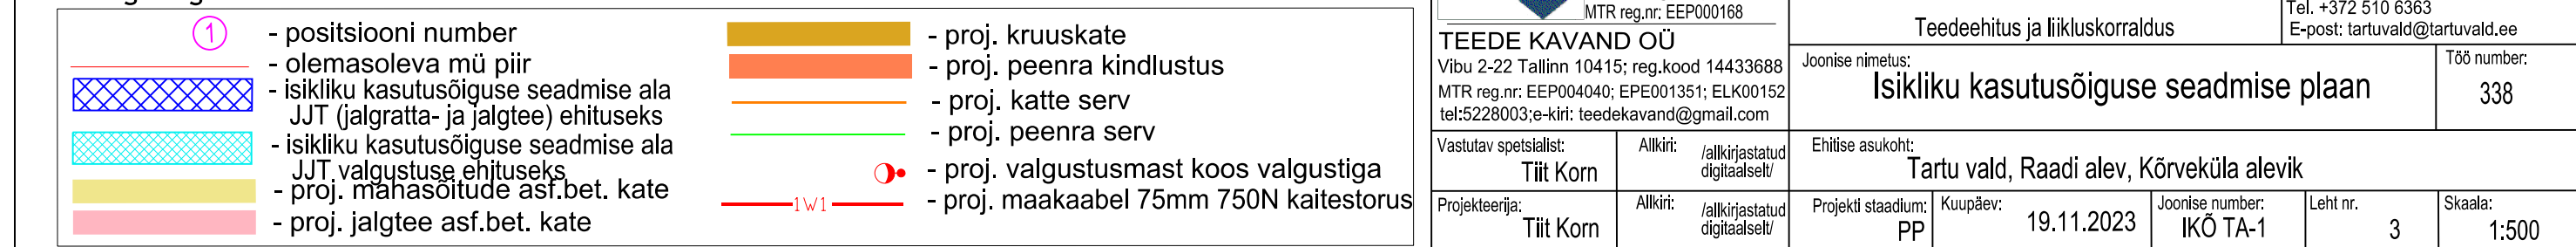 1
- positsiooni number
- olemasoleva mü piir
- isikliku kasutusõiguse seadmise ala
JJT (jalgratta- ja jalgtee) ehituseks
- isikliku kasutusõiguse seadmise ala
JJT valgustuse ehituseks
- proj. mahasõitude asf.bet. kate
- proj. jalgtee asf.bet. kate
- proj. kruuskate
- proj. peenra kindlustus
- proj. katte serv
- proj. peenra serv
- proj. valgustusmast koos valgustiga
1W1
- proj. maakaabel 75mm 750N kaitestorus
MTR reg.nr: EEP000168
TEEDE KAVAND OÜ
Vibu 2-22 Tallinn 10415; reg.kood 14433688
MTR reg.nr: EEP004040; EPE001351; ELK00152
tel:5228003;e-kiri: teedekavand@gmail.com
Teedeehitus ja liikluskorraldus
Tel. +372 510 6363
E-post: tartuvald@tartuvald.ee
Joonise nimetus:
Isikliku kasutusõiguse seadmise plaan
Töö number:
338
Vastutav spetsialist:
Tiit Korn
Allkiri:
/allkirjastatud
digitaalselt/
Ehitise asukoht:
Tartu vald, Raadi alev, Kõrveküla alevik
Projekteerija:
Tiit Korn
Allkiri:
/allkirjastatud
digitaalselt/
Projekti staadium:
PP
Kuupäev:
19.11.2023
Joonise number:
IKÕ TA-1
Leht nr.
3
Skaala:
1:500